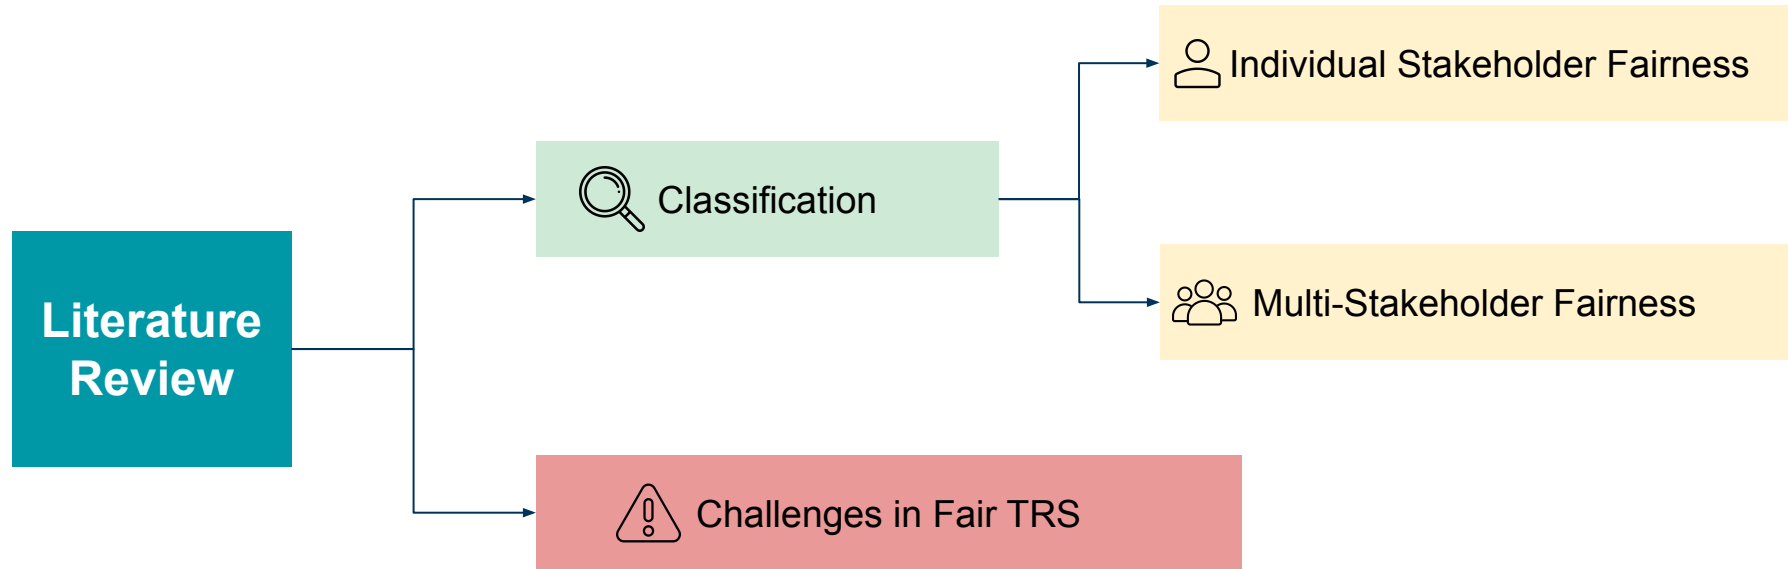 Literature
Review
Classification
Challenges in Fair TRS
Individual Stakeholder Fairness
Multi-Stakeholder Fairness